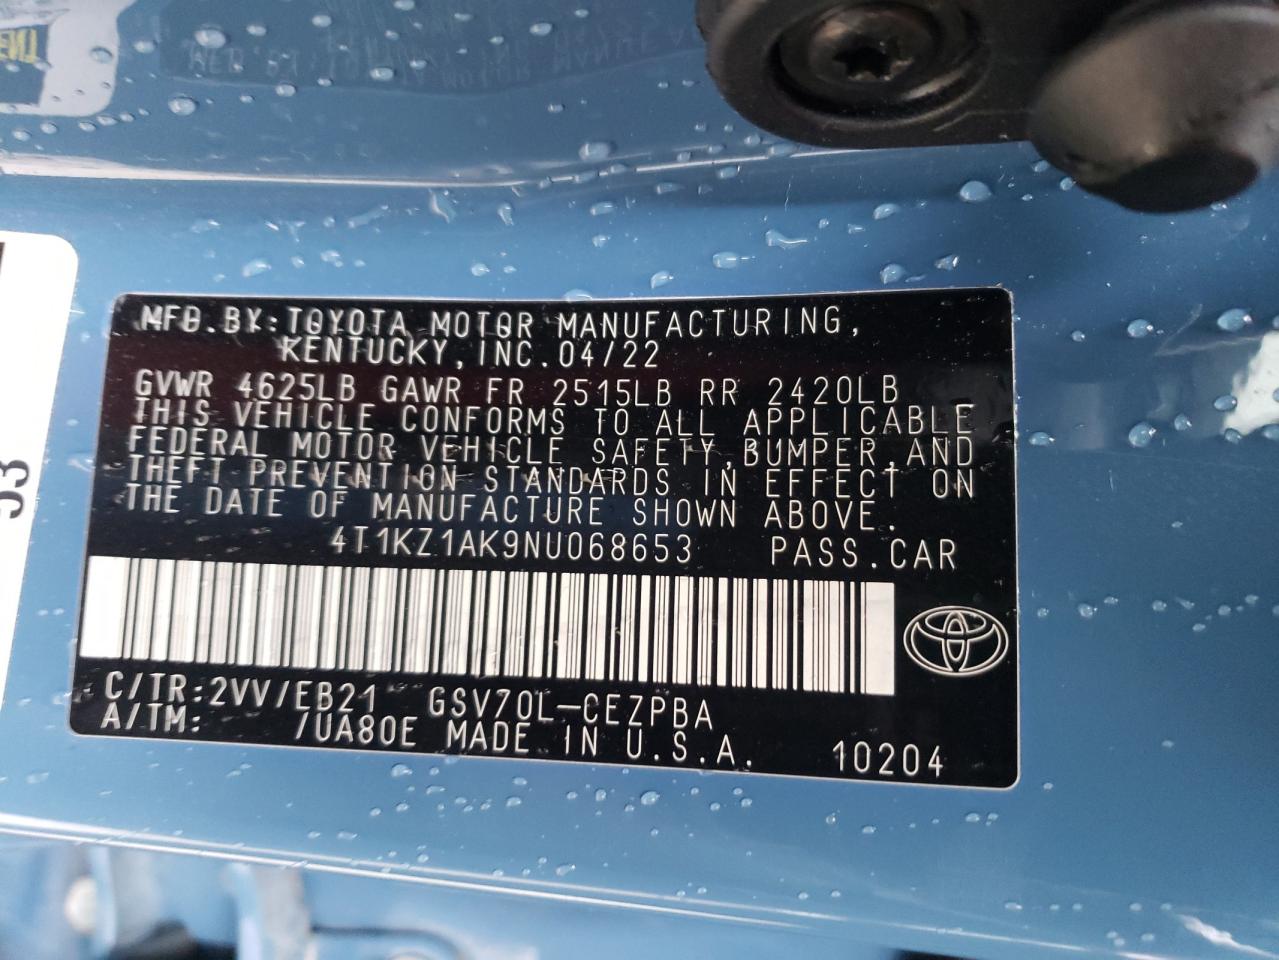 MFD.BY:TOYOTA MOTOR MANUFACTURING,
KENTUCKY,INC.04/22
GVWR 4625LB GAWR FR 2515LB RR 2420LB
THIS VEHICLE CONFORMS TO ALL APPLICABLE
FEDERAL MOTOR VEHICLE SAFETY,BUMPER,AND
THEFT PREVENTION STANDARDS IN EFFECT ON
THE DATE OF MANUFACTURE SHOWN ABOVE.
4T1KZ1AK9NU068653 PASS.CAR
C/TR:2VV/EB21 GSV70L-CEZPBA
A/TM: /UA80E MADE IN U.S.A. 10204
53